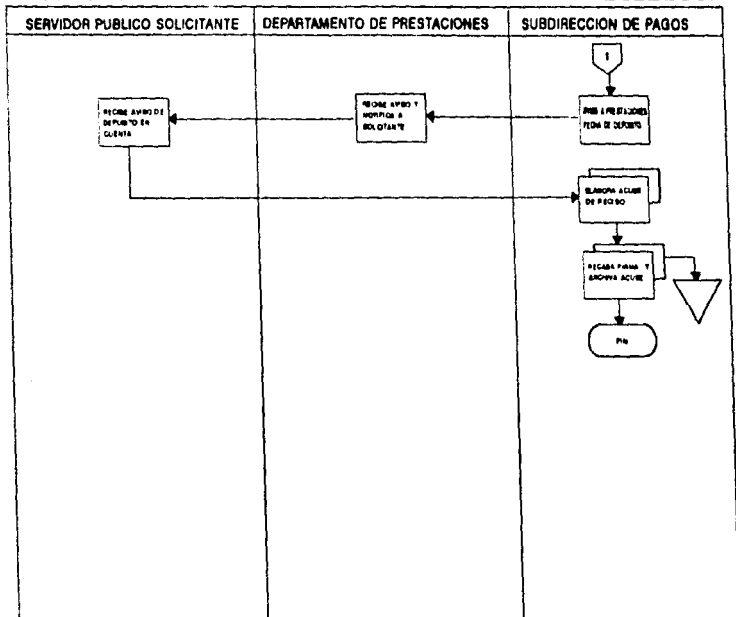 SERVIDOR PUBLICO SOLICITANTE
DEPARTAMENTO DE PRESTACIONES
SUBDIRECCION DE PAGOS
1
RECIBE AVISO DE
DEPOSITO EN
CUENTA
RECIBE AVISO Y
NOTIFICA A
SOLICITANTE
A PRESTACIONES
FECHA DE DEPOSITO
ELABORA ACUSE
DE RECIBO
RECABA FIRMA Y
ARCHIVA ACUSE
FIN